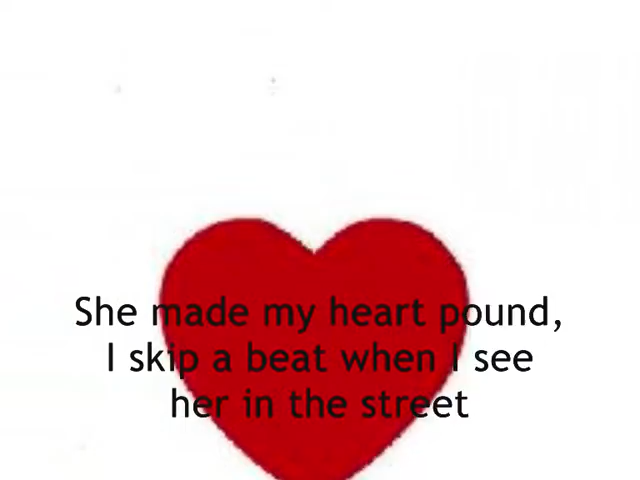 She made my heart pound,
I skip a beat when I see
her in the street